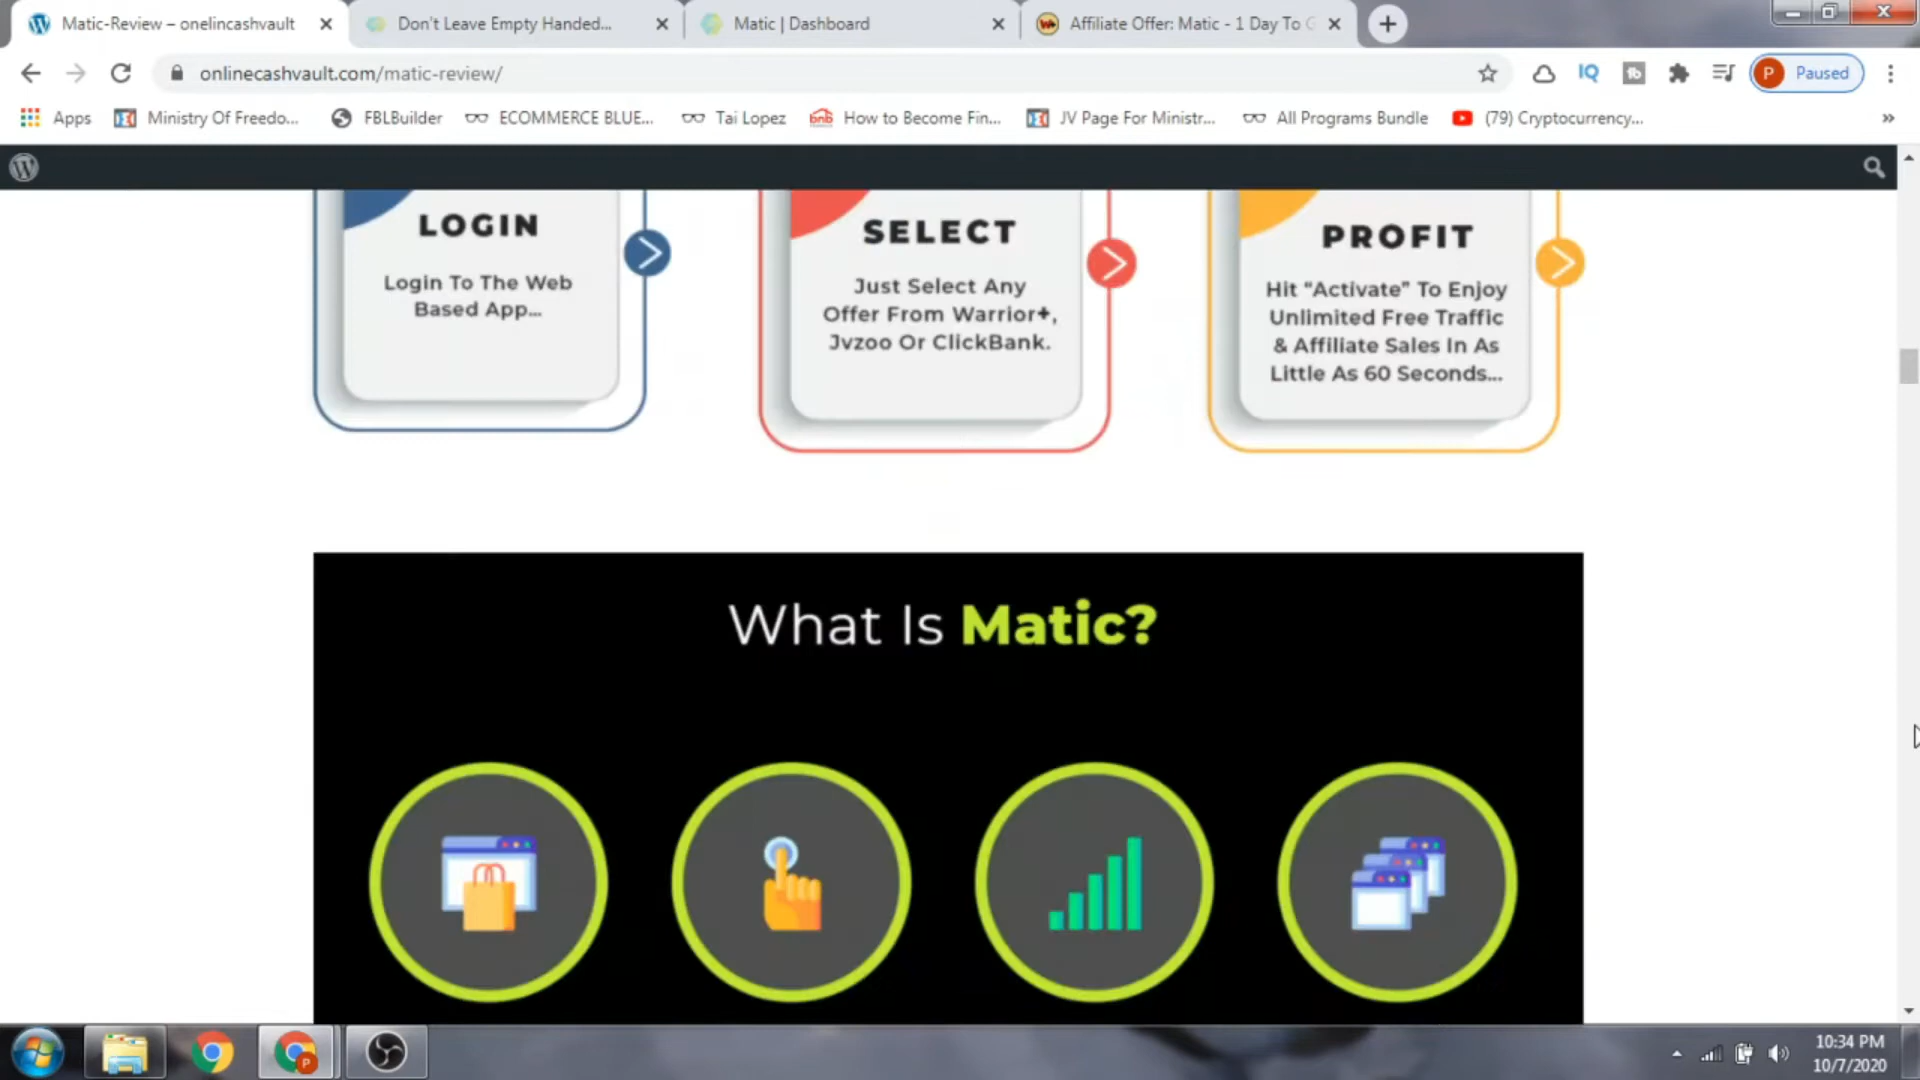 Matic-Review – onelincashvault
Don't Leave Empty Handed...
Matic | Dashboard
Affiliate Offer: Matic - 1 Day To G
onlinecashvault.com/matic-review/
IQ
tb
P
Paused
Apps
Ministry Of Freedo...
FBLBuilder
ECOMMERCE BLUE...
Tai Lopez
bnb
How to Become Fin...
JV Page For Ministr...
All Programs Bundle
(79) Cryptocurrency...
LOGIN
Login To The Web
Based App...
SELECT
Just Select Any
Offer From Warrior+,
Jvzoo Or ClickBank.
PROFIT
Hit “Activate” To Enjoy
Unlimited Free Traffic
& Affiliate Sales In As
Little As 60 Seconds...
What Is Matic?
P
10:34 PM
10/7/2020